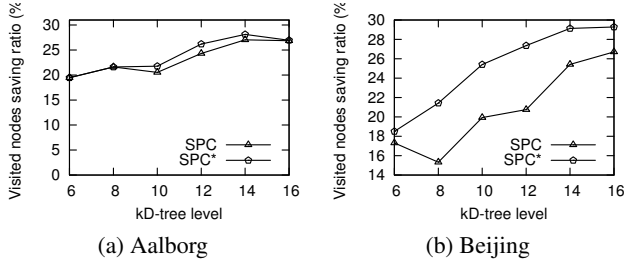 Visited nodes saving ratio (%
30
25
20
15
10
5
0
SPC
SPC*
6 8 10 12 14 16
kD-tree level
(a) Aalborg
Visited nodes saving ratio (%
30
28
26
24
22
20
18
16
14
SPC
SPC*
6 8 10 12 14 16
kD-tree level
(b) Beijing